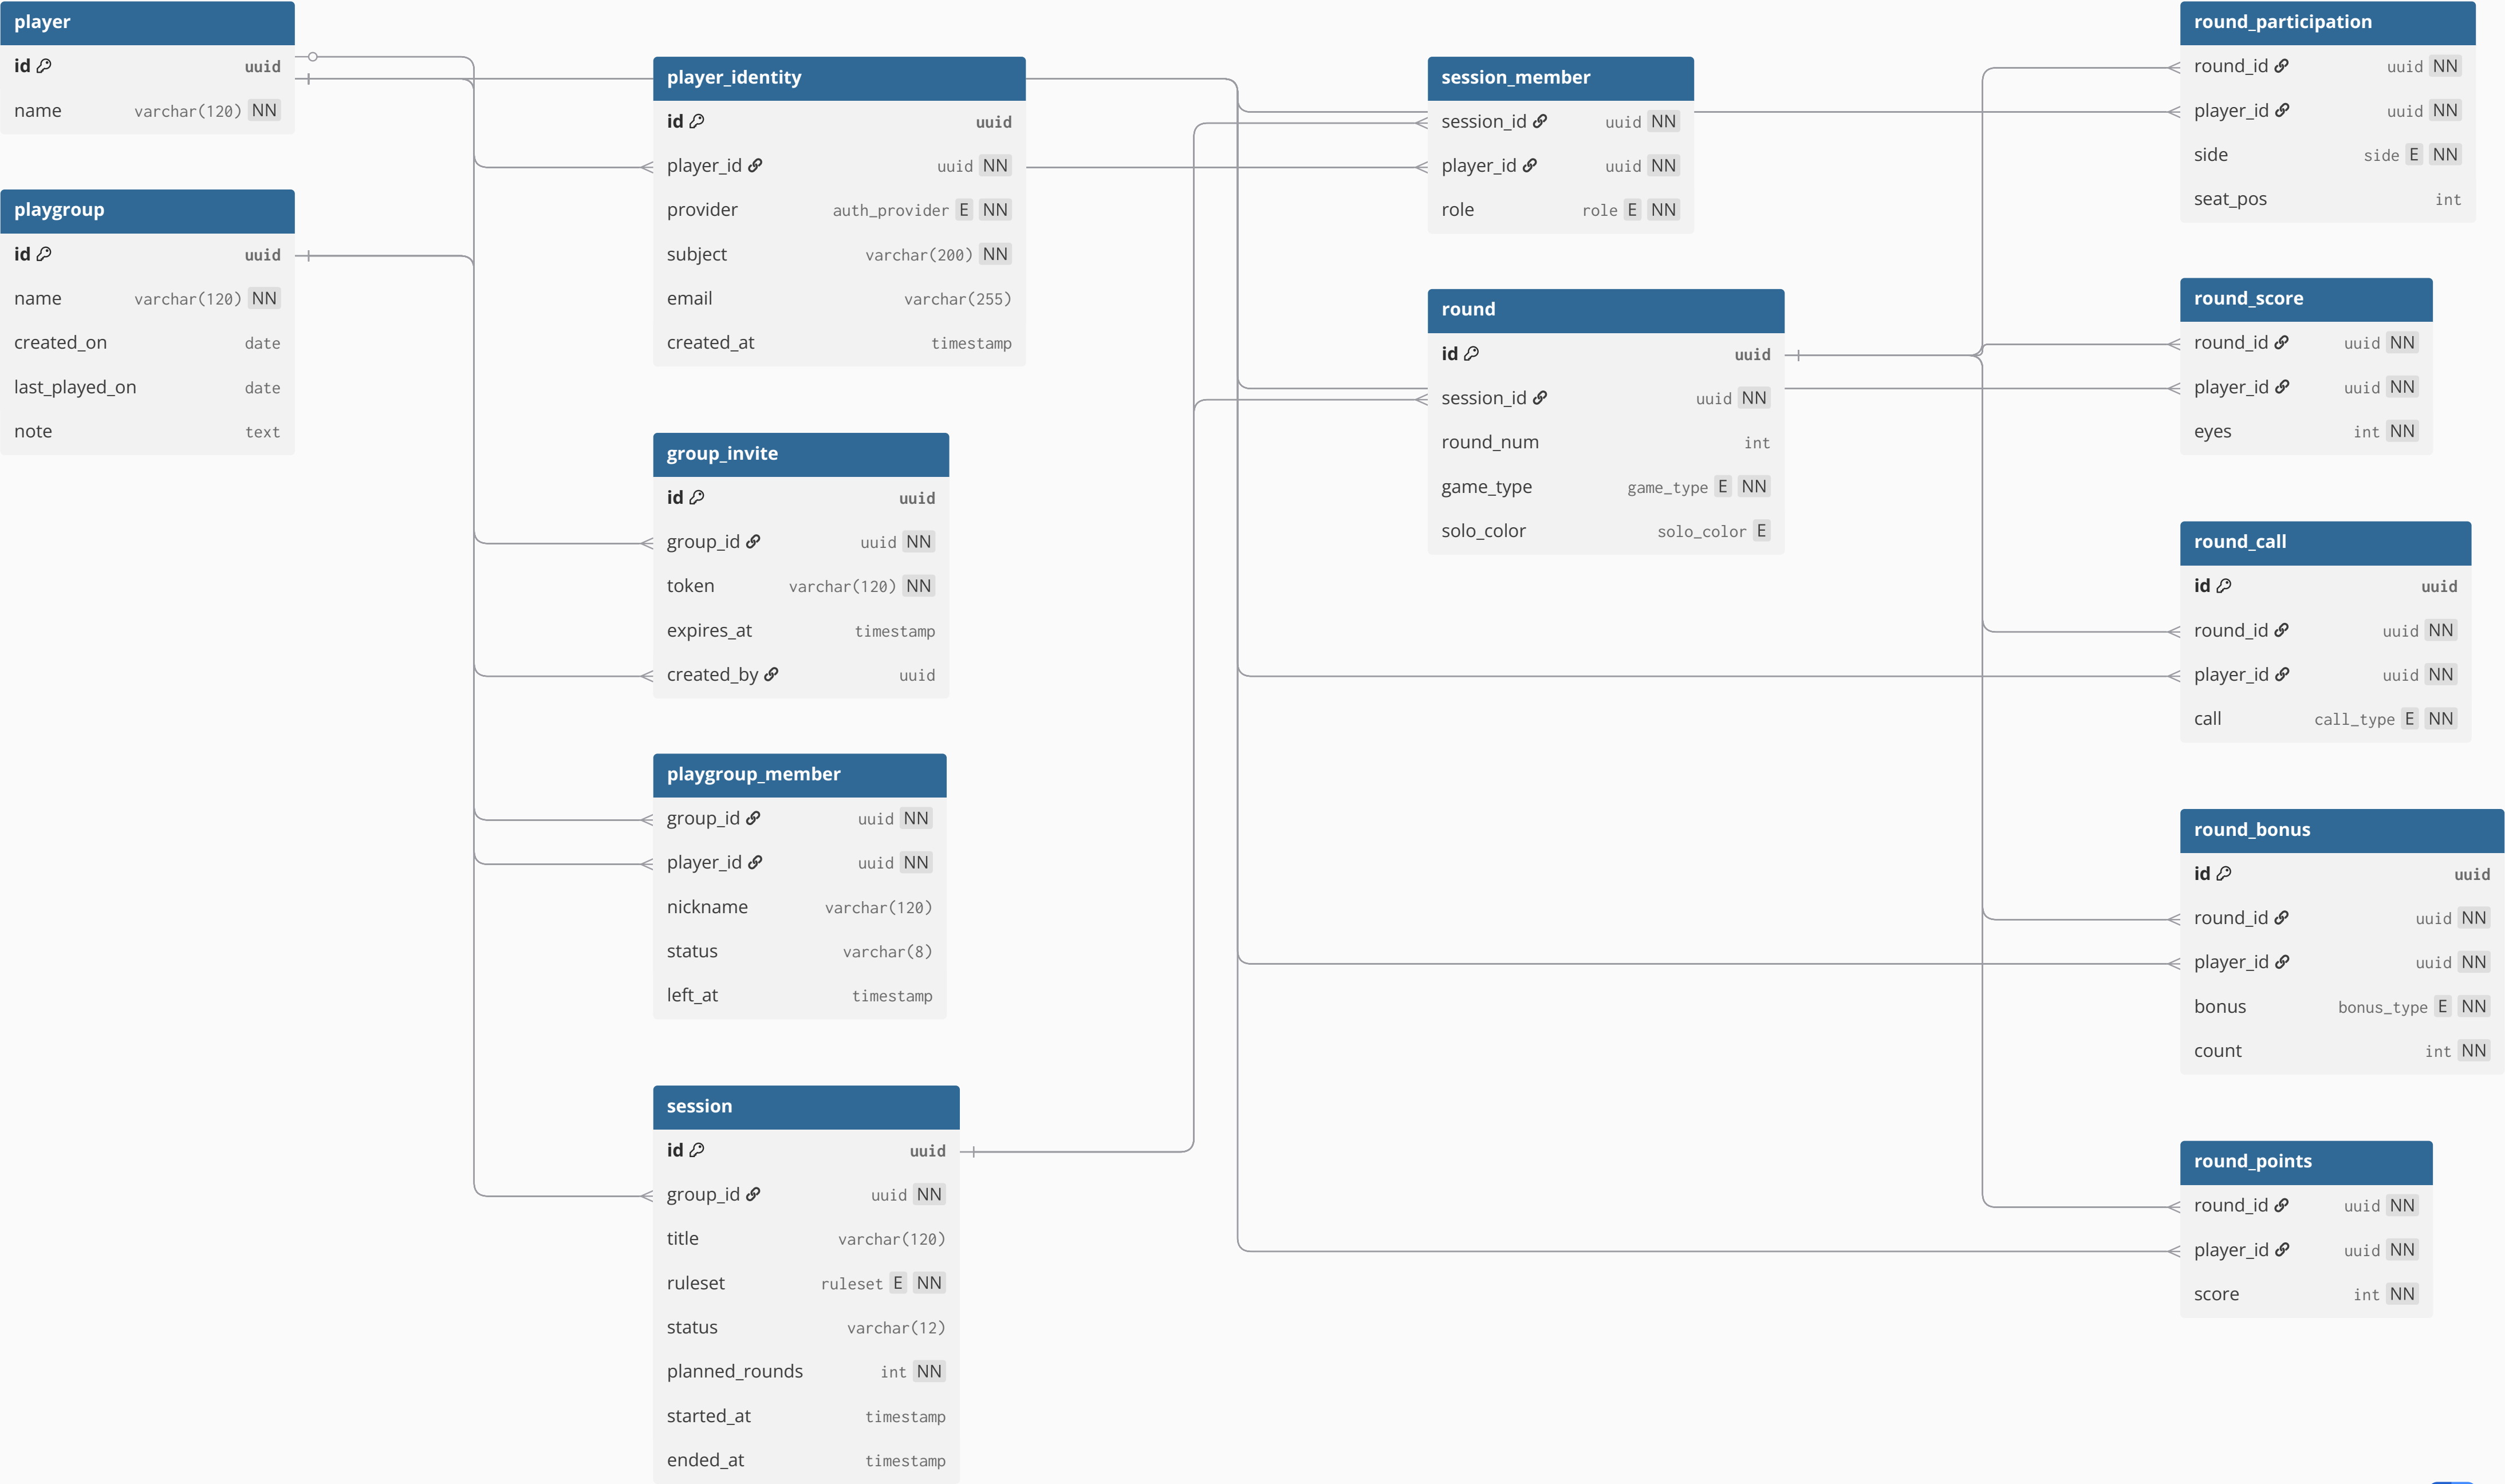 player
id uuid
name varchar(120) NN
playgroup
id uuid
name varchar(120) NN
created_on date
last_played_on date
note text
player_identity
id uuid
player_id uuid NN
provider auth_provider E NN
subject varchar(200) NN
email varchar(255)
created_at timestamp
group_invite
id uuid
group_id uuid NN
token varchar(120) NN
expires_at timestamp
created_by uuid
playgroup_member
group_id uuid NN
player_id uuid NN
nickname varchar(120)
status varchar(8)
left_at timestamp
session
id uuid
group_id uuid NN
title varchar(120)
ruleset ruleset E NN
status varchar(12)
planned_rounds int NN
started_at timestamp
ended_at timestamp
session_member
session_id uuid NN
player_id uuid NN
role role E NN
round
id uuid
session_id uuid NN
round_num int
game_type game_type E NN
solo_color solo_color E
round_participation
round_id uuid NN
player_id uuid NN
side side E NN
seat_pos int
round_score
round_id uuid NN
player_id uuid NN
eyes int NN
round_call
id uuid
round_id uuid NN
player_id uuid NN
call call_type E NN
round_bonus
id uuid
round_id uuid NN
player_id uuid NN
bonus bonus_type E NN
count int NN
round_points
round_id uuid NN
player_id uuid NN
score int NN